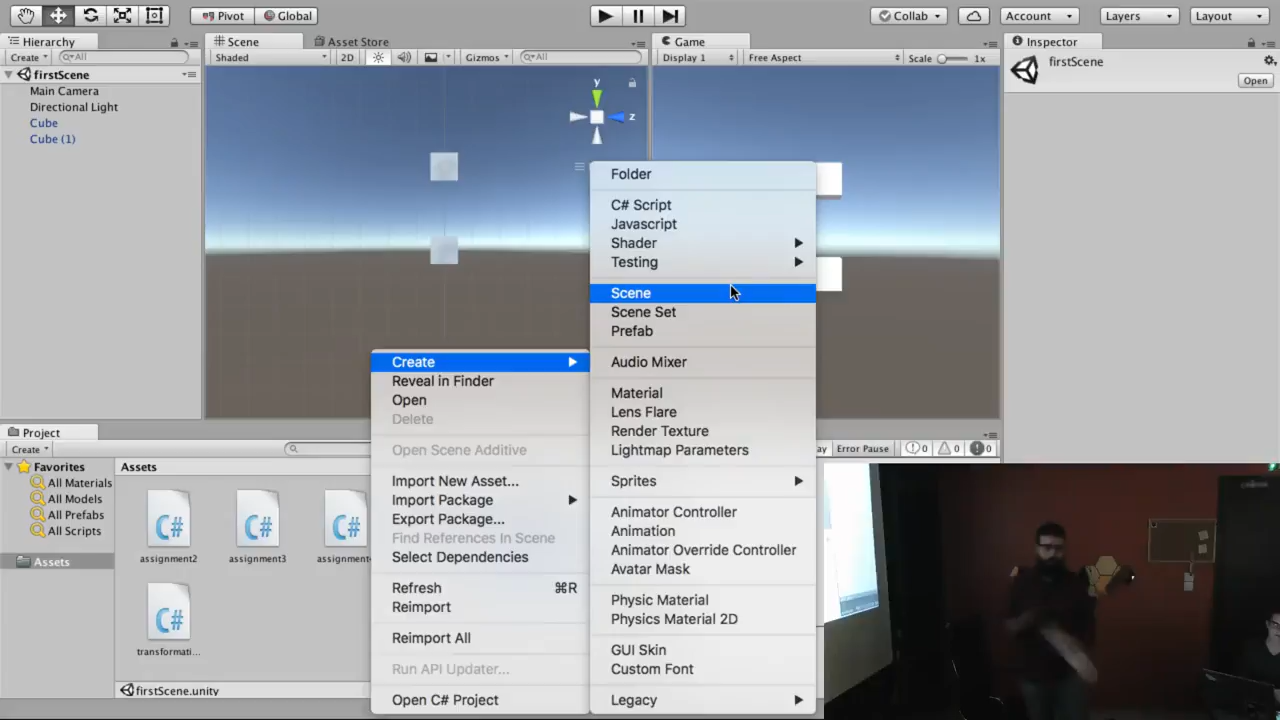 Pivot
Global
Collab
Account
Layers
Layout
Hierarchy
Scene
Asset Store
Game
Inspector
Create
All
Shaded
2D
Gizmos
All
Display 1
Free Aspect
Scale
1x
firstScene
firstScene
Open
Main Camera
Directional Light
Cube
Cube (1)
y
z
Folder
C# Script
Javascript
Shader
Testing
Scene
Scene Set
Prefab
Audio Mixer
Material
Lens Flare
Render Texture
Lightmap Parameters
Sprites
Animator Controller
Animation
Animator Override Controller
Avatar Mask
Physic Material
Physics Material 2D
GUI Skin
Custom Font
Legacy
Create
Reveal in Finder
Open
Delete
Open Scene Additive
Import New Asset...
Import Package
Export Package...
Find References In Scene
Select Dependencies
Refresh ⌘R
Reimport
Reimport All
Run API Updater...
Open C# Project
Project
Create
ay
Error Pause
0
0
0
Favorites
All Materials
All Models
All Prefabs
All Scripts
Assets
Assets
C#
C#
C#
assignment2
assignment3
assignment
C#
transformati...
firstScene.unity